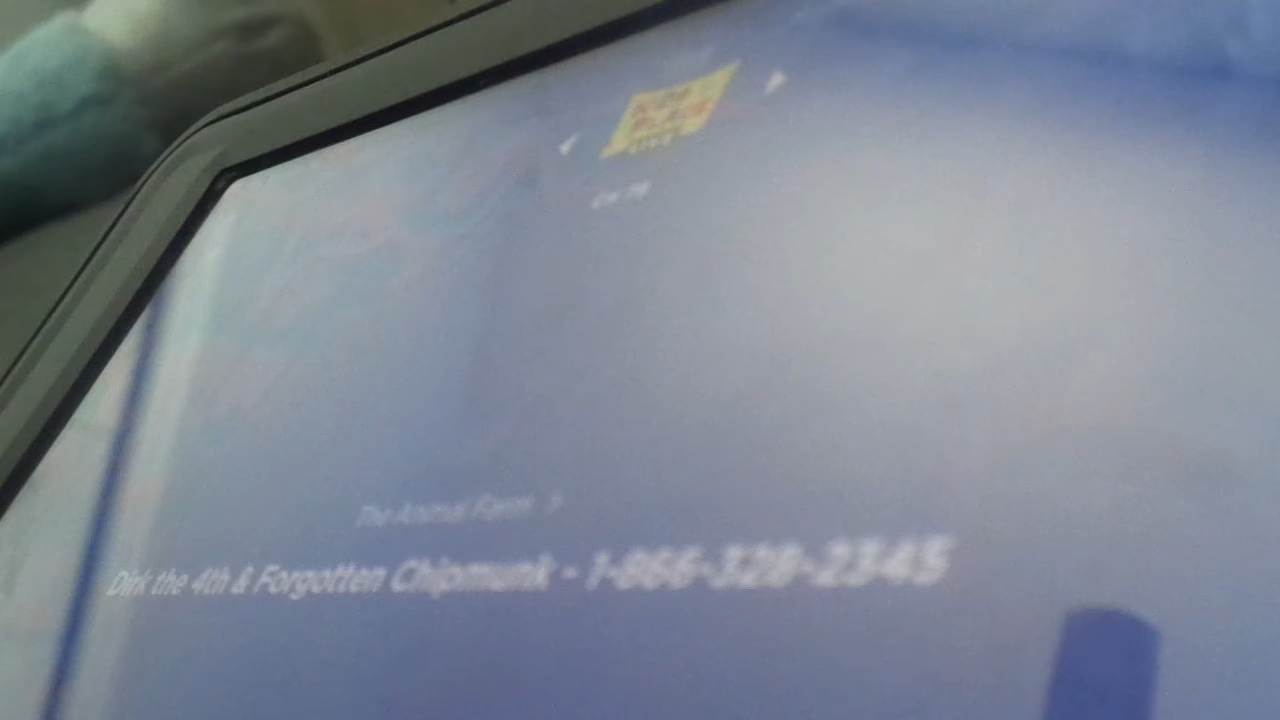 The Animal Farm >
Dirk the 4th & Forgotten Chipmunk - 1-866-328-2345